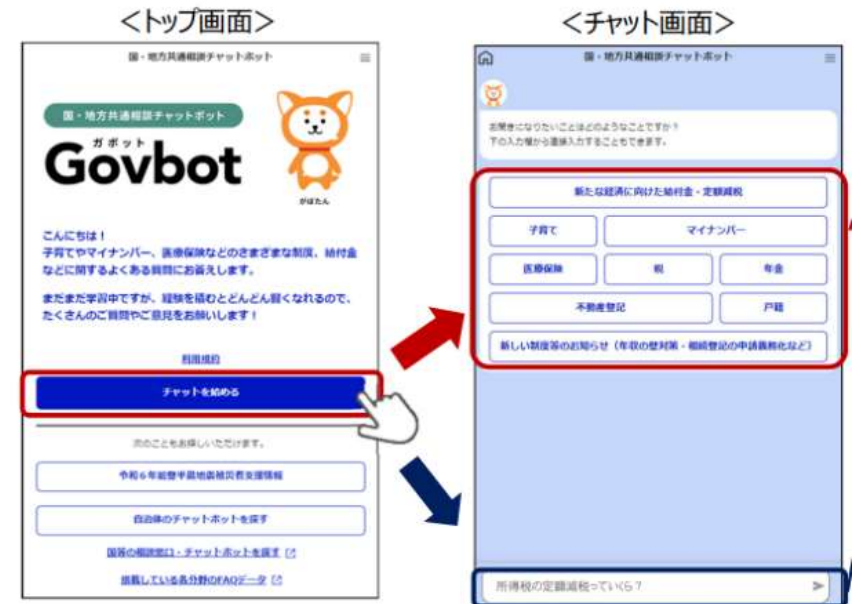 ＜トップ画面＞
国・地方共通相談チャットボット
国・地方共通相談チャットボット
ガボット
Govbot
がぼたん
こんにちは！
子育てやマイナンバー、医療保険などのさまざまな制度、給付金
などに関するよくある質問にお答えします。
まだまだ学習中ですが、経験を積むとどんどん賢くなれるので、
たくさんのご質問やご意見をお願いします！
利用規約
チャットを始める
次のこともお探しいただけます。
令和６年能登半島地震被災者支援情報
自治体のチャットボットを探す
国等の相談窓口・チャットボットを探す
搭載している各分野のFAQデータ
＜チャット画面＞
国・地方共通相談チャットボット
お聞きになりたいことはどのようなことですか？
下の入力欄から直接入力することもできます。
新たな経済に向けた給付金・定額減税
子育て
マイナンバー
医療保険
税
年金
不動産登記
戸籍
新しい制度等のお知らせ（年収の壁対策・相続登記の申請義務化など）
所得税の定額減税っていくら？